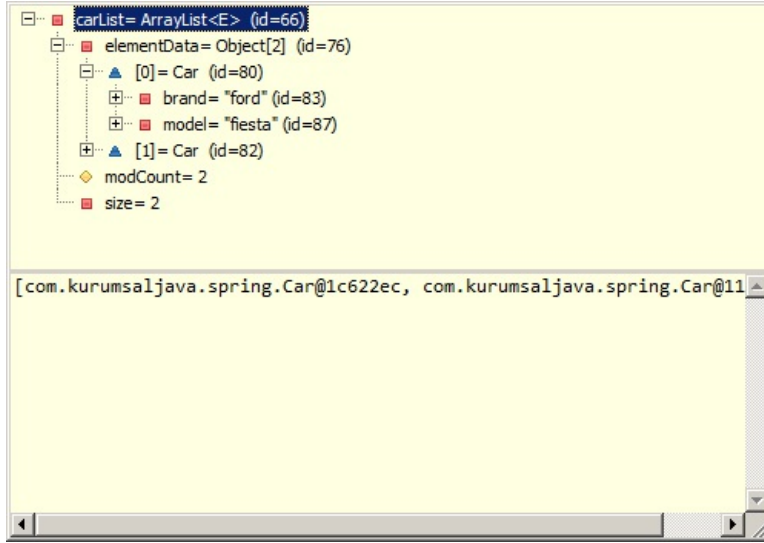 carList= ArrayList<E> (id=66)
elementData= Object[2] (id=76)
[0]= Car (id=80)
brand= "ford" (id=83)
model= "fiesta" (id=87)
[1]= Car (id=82)
modCount= 2
size= 2
[com.kurumsaljava.spring.Car@1c622ec, com.kurumsaljava.spring.Car@11